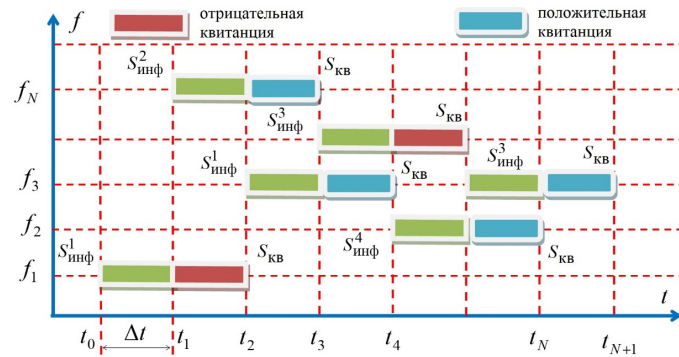 f
отрицательная
квитанция
положительная
квитанция
S²инф
Sкв
f_N
S³инф
Sкв
S¹инф
S³инф
Sкв
f₃
Sкв
f₂
S⁴инф
S¹инф
Sкв
Sкв
f₁
t
t₀
Δt
t₁
t₂
t₃
t₄
t_N
t_{N+1}